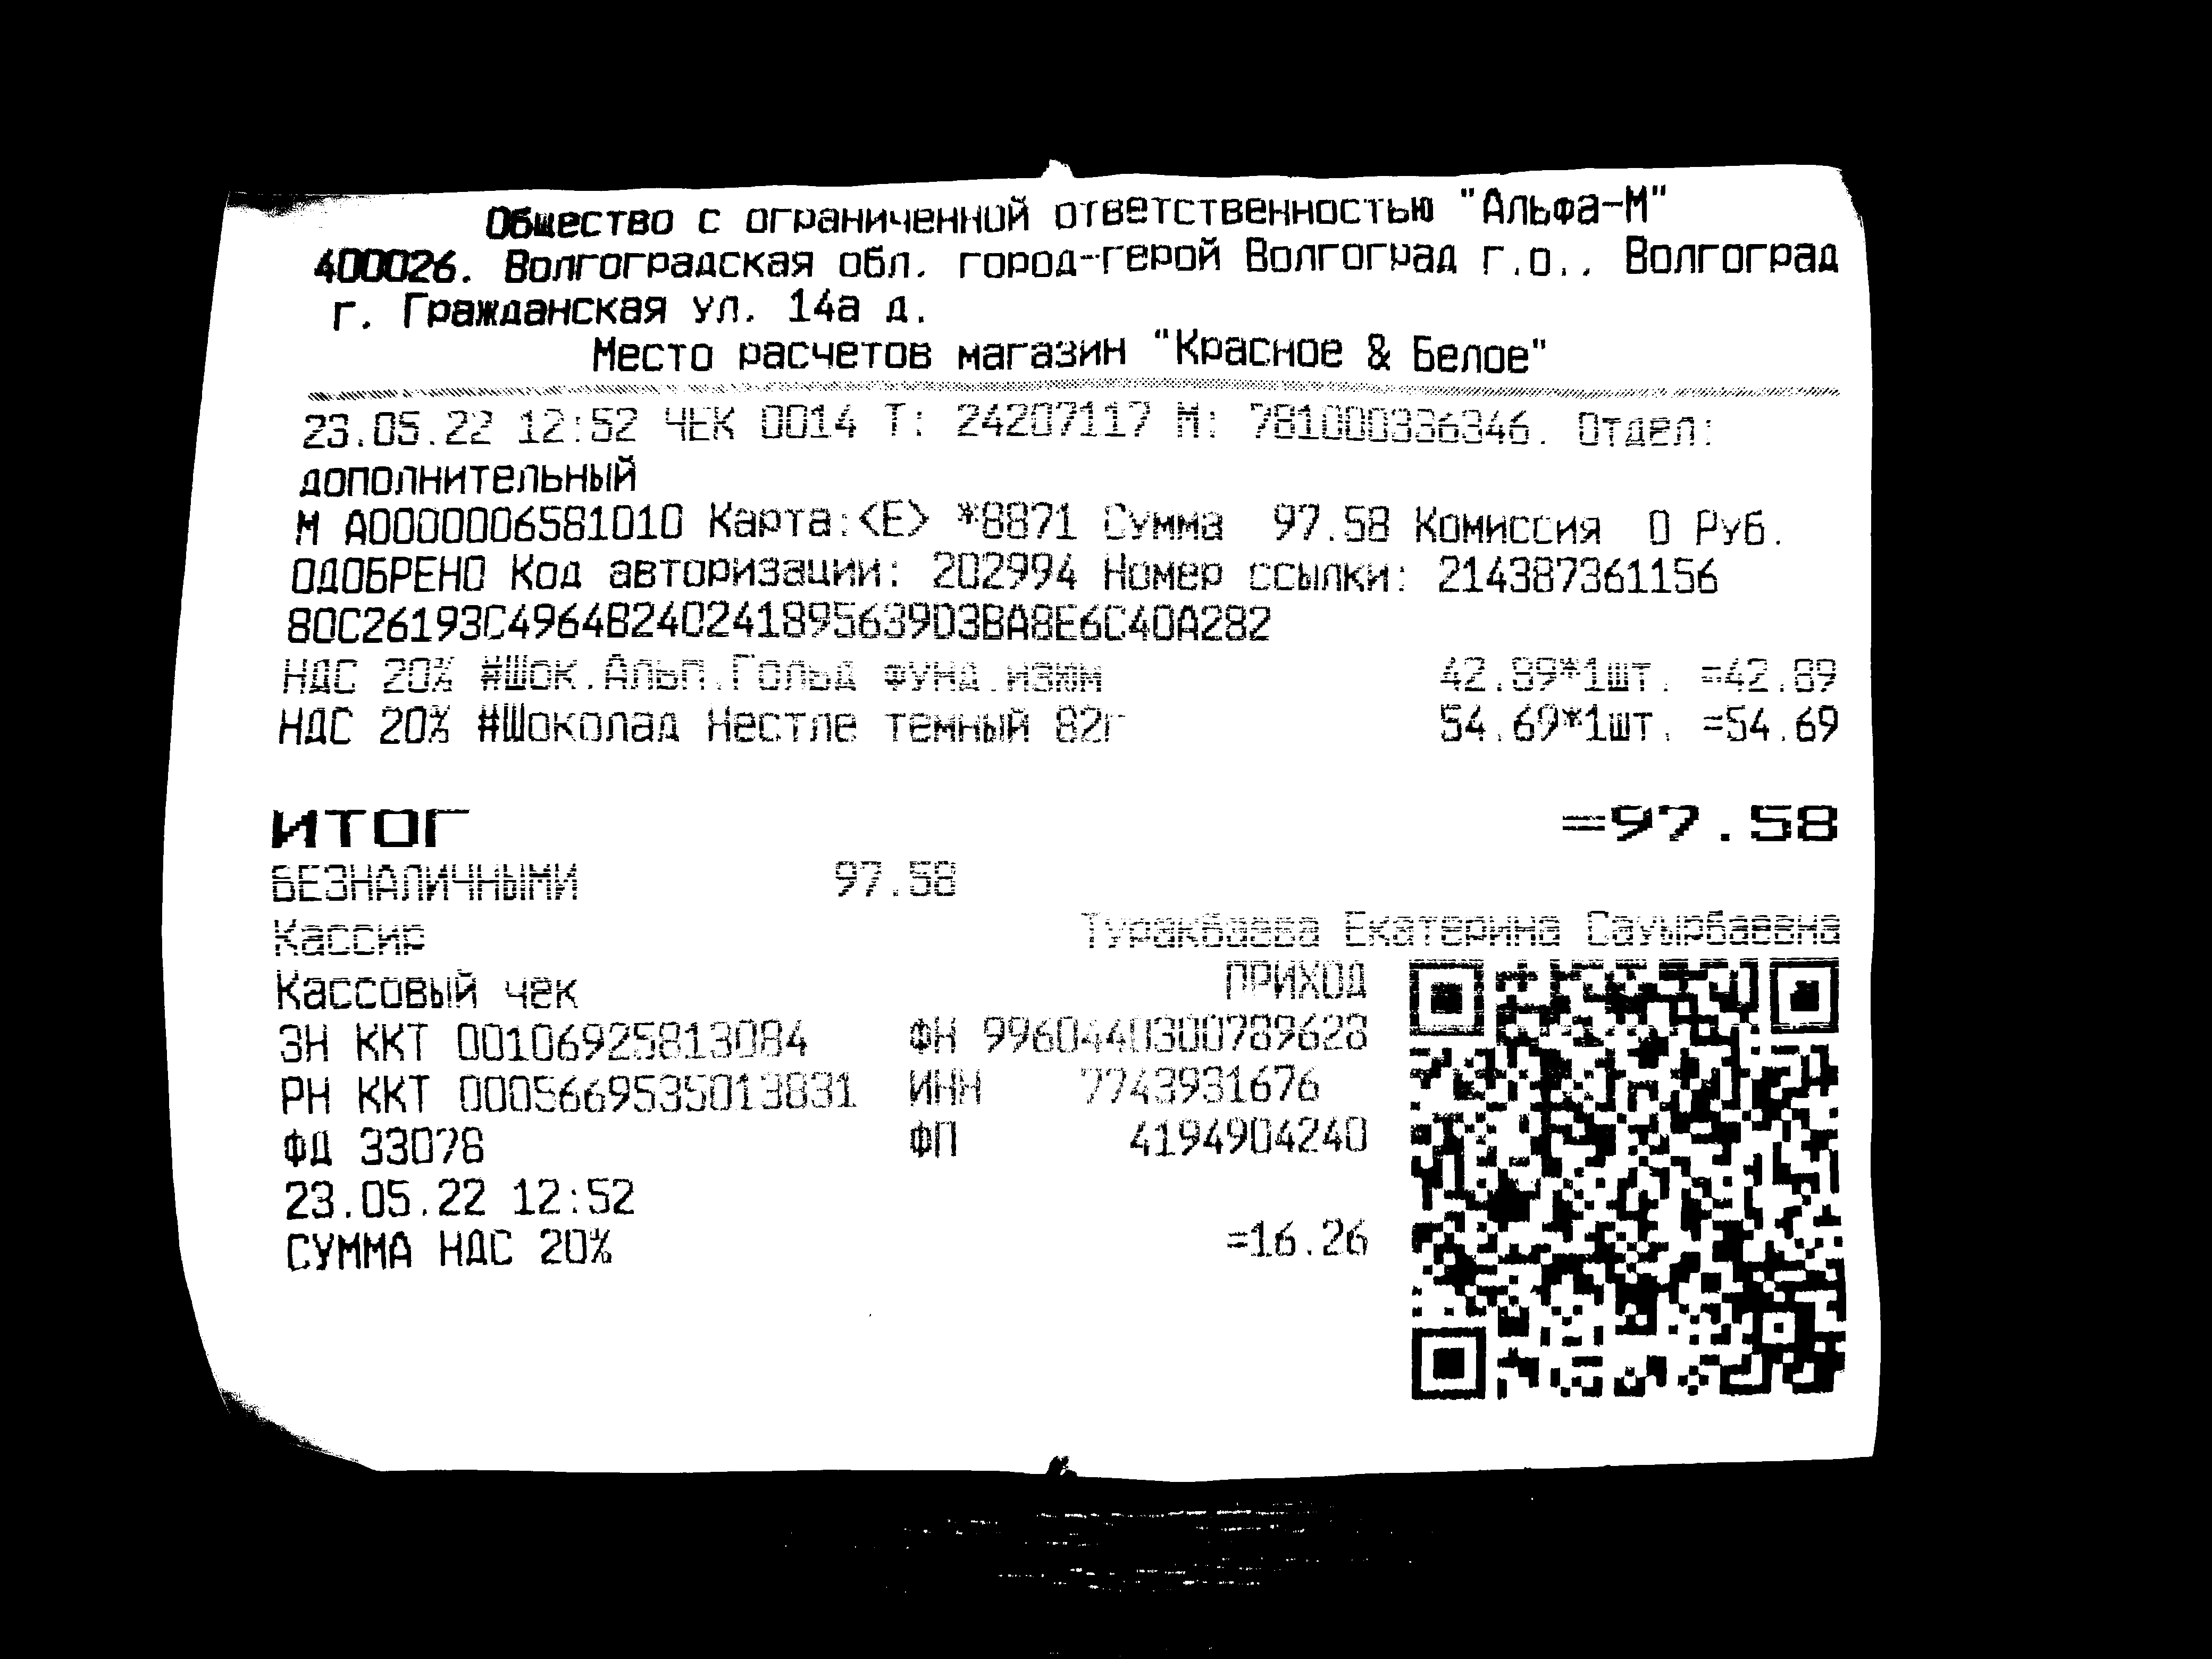 Общество с ограниченной ответственностью "Альфа-М"
400026. Волгоградская обл. город-герой Волгоград г.о., Волгоград
г. Гражданская ул. 14а д.
Место расчетов магазин "Красное & Белое"
23.05.22 12:52 ЧЕК 0014 Т: 24207117 М: 781000336346. Отдел:
дополнительный
М A0000006581010 Карта:<E> *8871 Сумма 97.58 Комиссия 0 Руб.
ОДОБРЕНО Код авторизации: 202994 Номер ссылки: 214387361156
80C26193C4964B240241895639D3BA8E6C40A282
НДС 20% #Шок.Альп.Гольд фунд.изюм 42.89*1шт. =42.89
НДС 20% #Шоколад Нестле темный 82г 54.69*1шт. =54.69
ИТОГ =97.58
БЕЗНАЛИЧНЫМИ 97.58
Кассир Туракбаева Екатерина Сауырбаевна
Кассовый чек ПРИХОД
ЗН ККТ 00106925813084 ФН 9960440300789628
РН ККТ 0005669535013831 ИНН 7743931676
ФД 33078 ФП 4194904240
23.05.22 12:52
СУММА НДС 20% =16.26